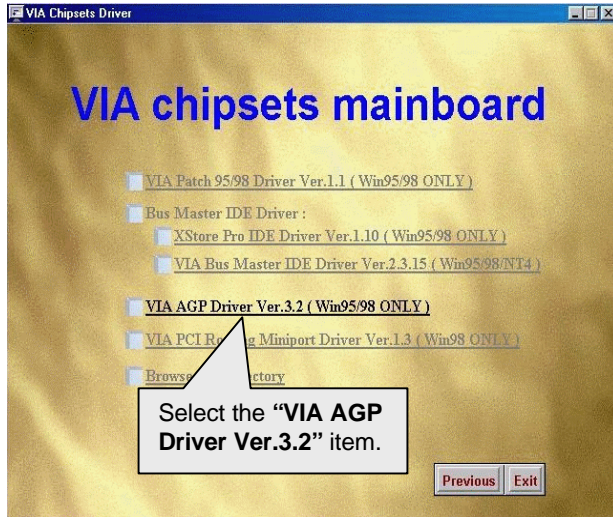 VIA Chipsets Driver
VIA chipsets mainboard
VIA Patch 95/98 Driver Ver.1.1 ( Win95/98 ONLY )
Bus Master IDE Driver :
XStore Pro IDE Driver Ver.1.10 ( Win95/98 ONLY )
VIA Bus Master IDE Driver Ver.2.3.15 ( Win95/98/NT4 )
VIA AGP Driver Ver.3.2 ( Win95/98 ONLY )
VIA PCI Miniport Driver Ver.1.3 ( Win98 ONLY )
Browse
Select the “VIA AGP
Driver Ver.3.2” item.
Previous Exit